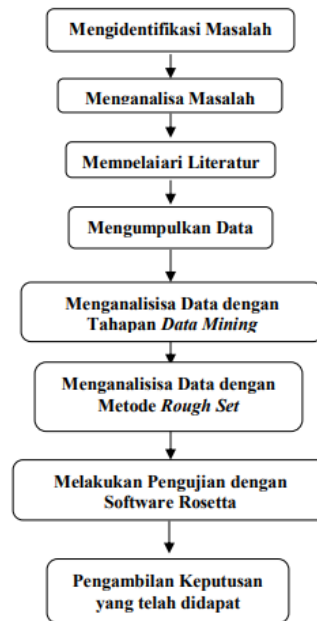 Mengidentifikasi Masalah
Menganalisa Masalah
Mempelajari Literatur
Mengumpulkan Data
Menganalisisa Data dengan
Tahapan Data Mining
Menganalisisa Data dengan
Metode Rough Set
Melakukan Pengujian dengan
Software Rosetta
Pengambilan Keputusan
yang telah didapat